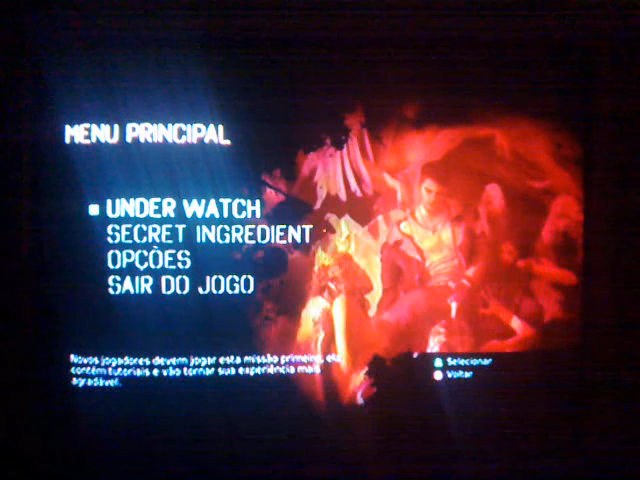 MENU PRINCIPAL
UNDER WATCH
SECRET INGREDIENT
OPÇÕES
SAIR DO JOGO
Novos jogadores devem jogar esta missão primeiro, ela
contém tutoriais e vão tornar sua experiência mais
agradável.
Selecionar
Voltar